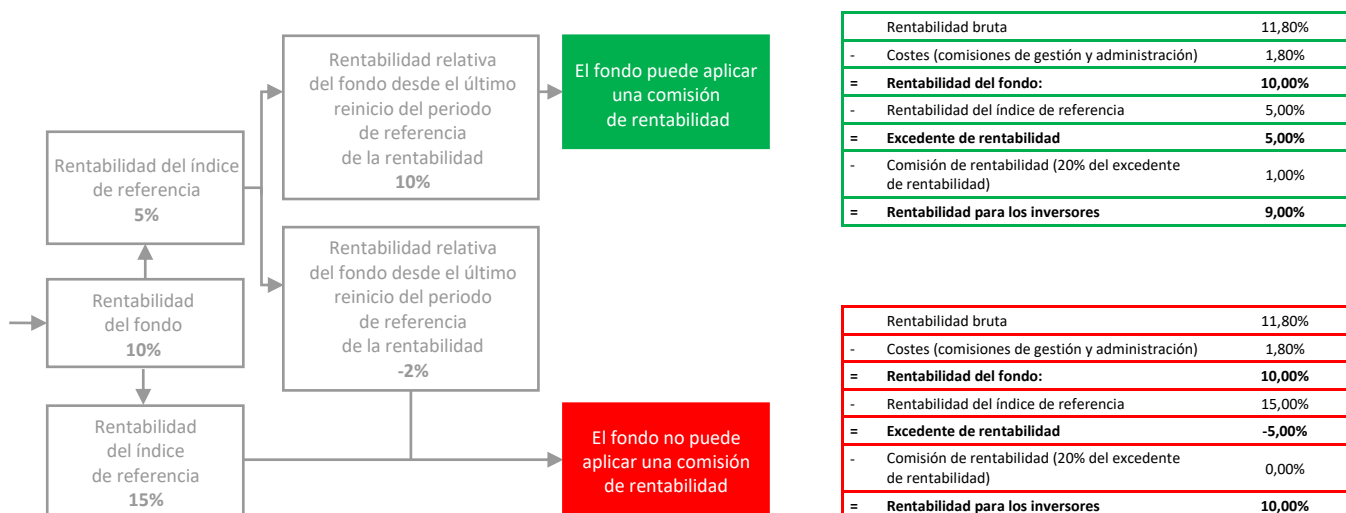 Rentabilidad del índice
de referencia
5%
Rentabilidad
del fondo
10%
Rentabilidad
del índice
de referencia
15%
Rentabilidad relativa
del fondo desde el último
reinicio del periodo
de referencia
de la rentabilidad
10%
Rentabilidad relativa
del fondo desde el último
reinicio del periodo
de referencia
de la rentabilidad
-2%
El fondo puede aplicar
una comisión
de rentabilidad
El fondo no puede
aplicar una comisión
de rentabilidad
Rentabilidad bruta 11,80%
- Costes (comisiones de gestión y administración) 1,80%
= Rentabilidad del fondo: 10,00%
- Rentabilidad del índice de referencia 5,00%
= Excedente de rentabilidad 5,00%
- Comisión de rentabilidad (20% del excedente
de rentabilidad) 1,00%
= Rentabilidad para los inversores 9,00%
Rentabilidad bruta 11,80%
- Costes (comisiones de gestión y administración) 1,80%
= Rentabilidad del fondo: 10,00%
- Rentabilidad del índice de referencia 15,00%
= Excedente de rentabilidad -5,00%
- Comisión de rentabilidad (20% del excedente
de rentabilidad) 0,00%
= Rentabilidad para los inversores 10,00%